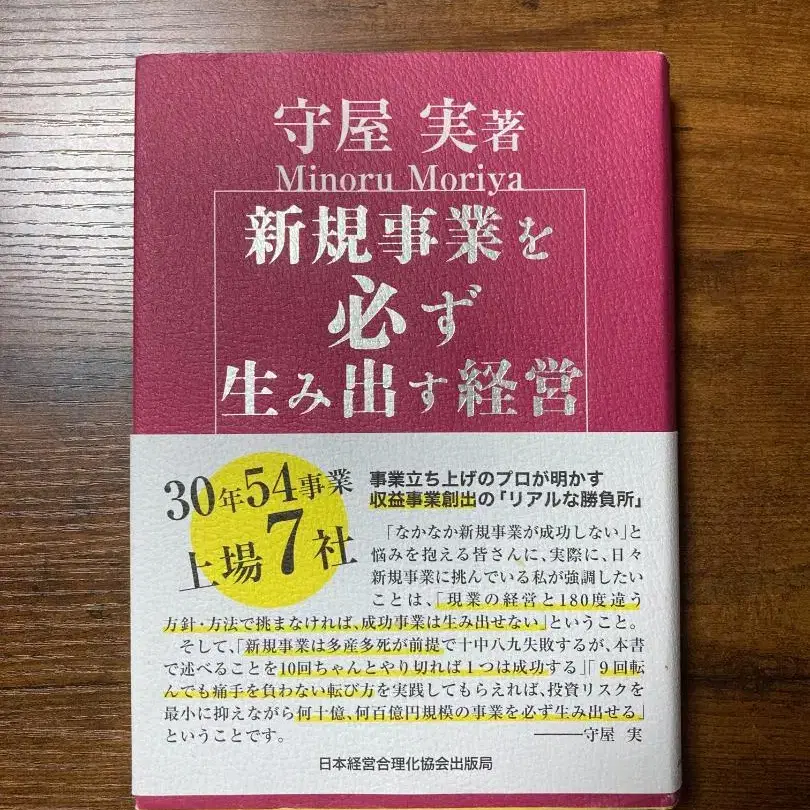 守屋 実著
Minoru Moriya
新規事業を
必ず
生み出す経営
30年54事業
上場7社
事業立ち上げのプロが明かす
収益事業創出の「リアルな勝負所」
「なかなか新規事業が成功しない」と
悩みを抱える皆さんに、実際に、日々
新規事業に挑んでいる私が強調したい
ことは、「現業の経営と180度違う
方針・方法で挑まなければ、成功事業は生み出せない」ということ。
そして、「新規事業は多産多死が前提で十中八九失敗するが、本書
で述べることを10回ちゃんとやり切れば1つは成功する」「9回転
んでも痛手を負わない転び方を実践してもらえれば、投資リスクを
最小に抑えながら何十億、何百億円規模の事業を必ず生み出せる」
ということです。 ――守屋 実
日本経営合理化協会出版局